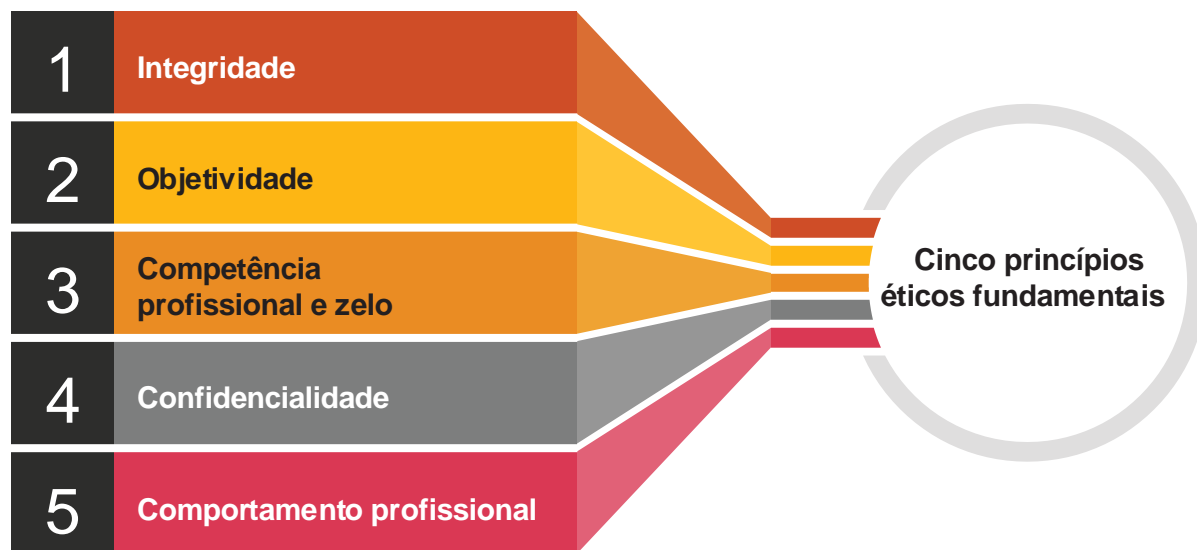 1
Integridade
2
Objetividade
3
Competência
profissional e zelo
4
Confidencialidade
5
Comportamento profissional
Cinco princípios
éticos fundamentais